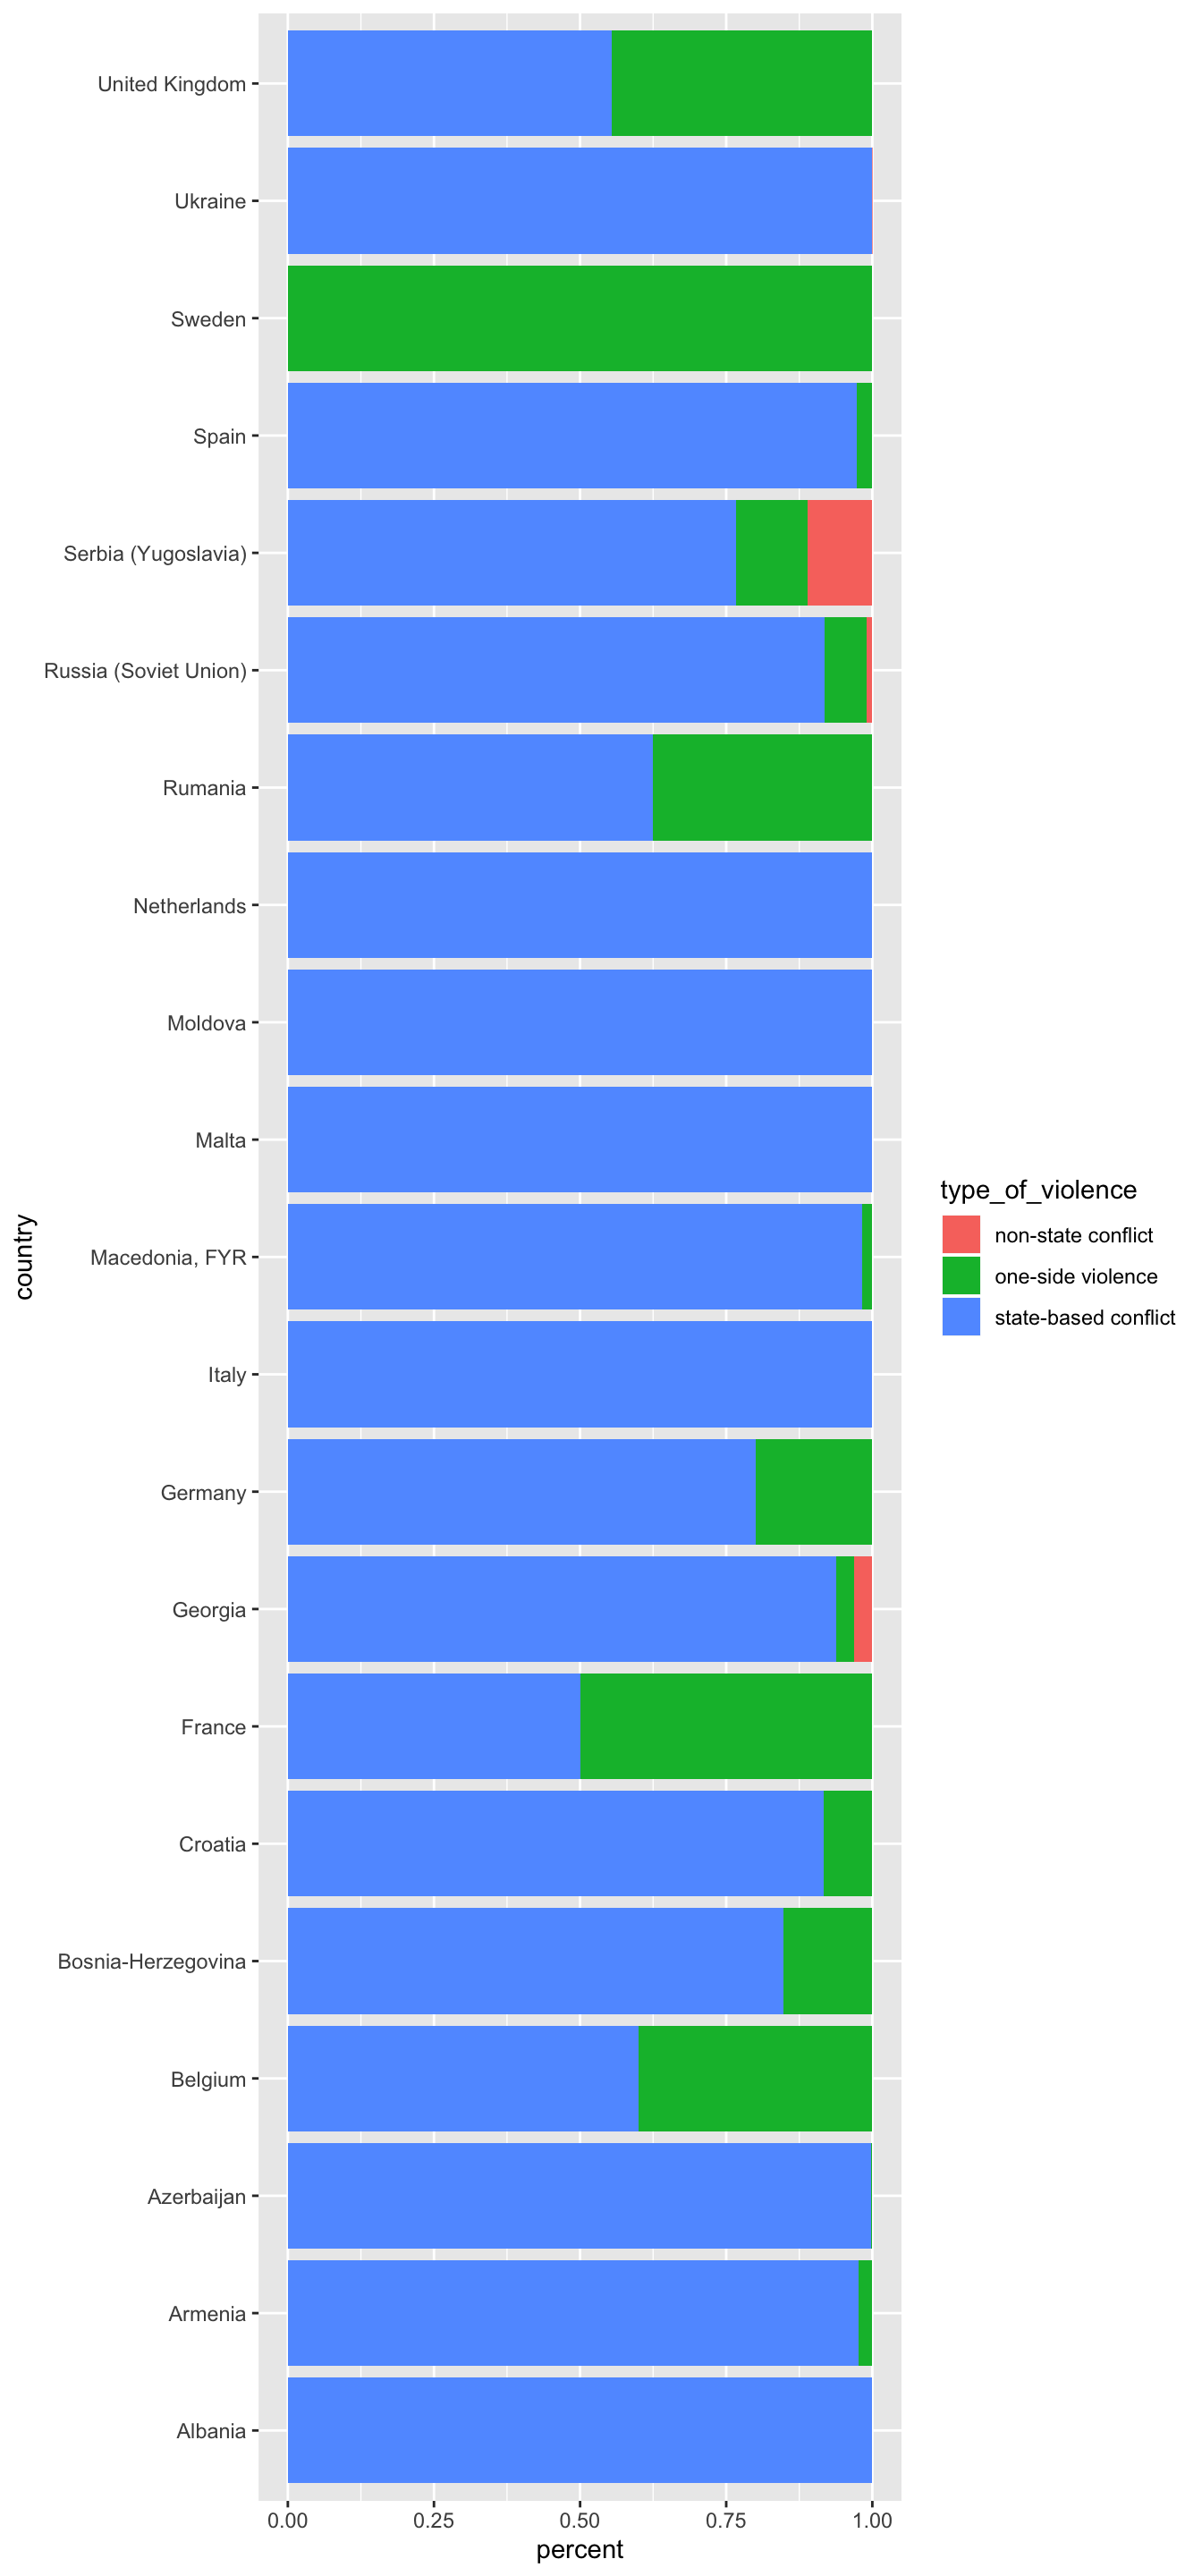 United Kingdom
Ukraine
Sweden
Spain
Serbia (Yugoslavia)
Russia (Soviet Union)
Rumania
Netherlands
Moldova
Malta
Macedonia, FYR
Italy
Germany
Georgia
France
Croatia
Bosnia-Herzegovina
Belgium
Azerbaijan
Armenia
Albania
country
0.00 0.25 0.50 0.75 1.00
percent
type_of_violence
non-state conflict
one-side violence
state-based conflict